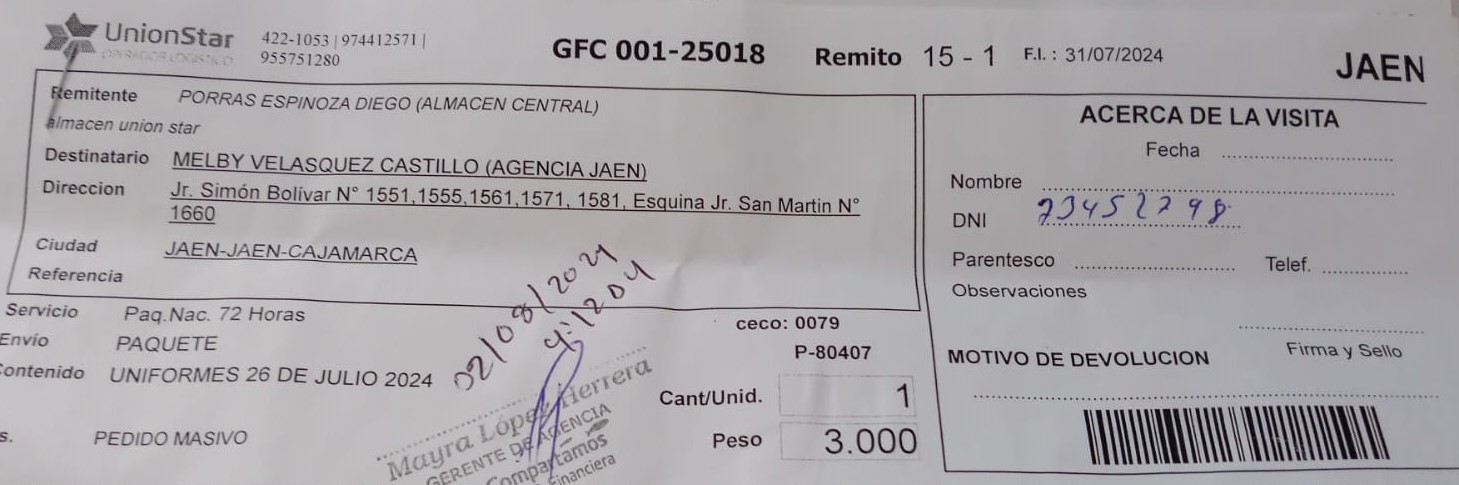 UnionStar
OPERADOR LOGISTICO
422-1053 | 974412571 |
955751280
GFC 001-25018
Remito 15 - 1
F.I. : 31/07/2024
JAEN
Remitente PORRAS ESPINOZA DIEGO (ALMACEN CENTRAL)
almacen union star
Destinatario MELBY VELASQUEZ CASTILLO (AGENCIA JAEN)
Direccion Jr. Simón Bolívar N° 1551,1555,1561,1571, 1581, Esquina Jr. San Martin N°
1660
Ciudad JAEN-JAEN-CAJAMARCA
Referencia
Servicio Paq.Nac. 72 Horas
Envio PAQUETE
Contenido UNIFORMES 26 DE JULIO 2024
s. PEDIDO MASIVO
02/08/2024
Mayra López Herrera
GERENTE DE AGENCIA
Compartamos
Financiera
ceco: 0079
P-80407
Cant/Unid. 1
Peso 3.000
ACERCA DE LA VISITA
Fecha
Nombre
DNI 73452798
Parentesco Telef.
Observaciones
Firma y Sello
MOTIVO DE DEVOLUCION